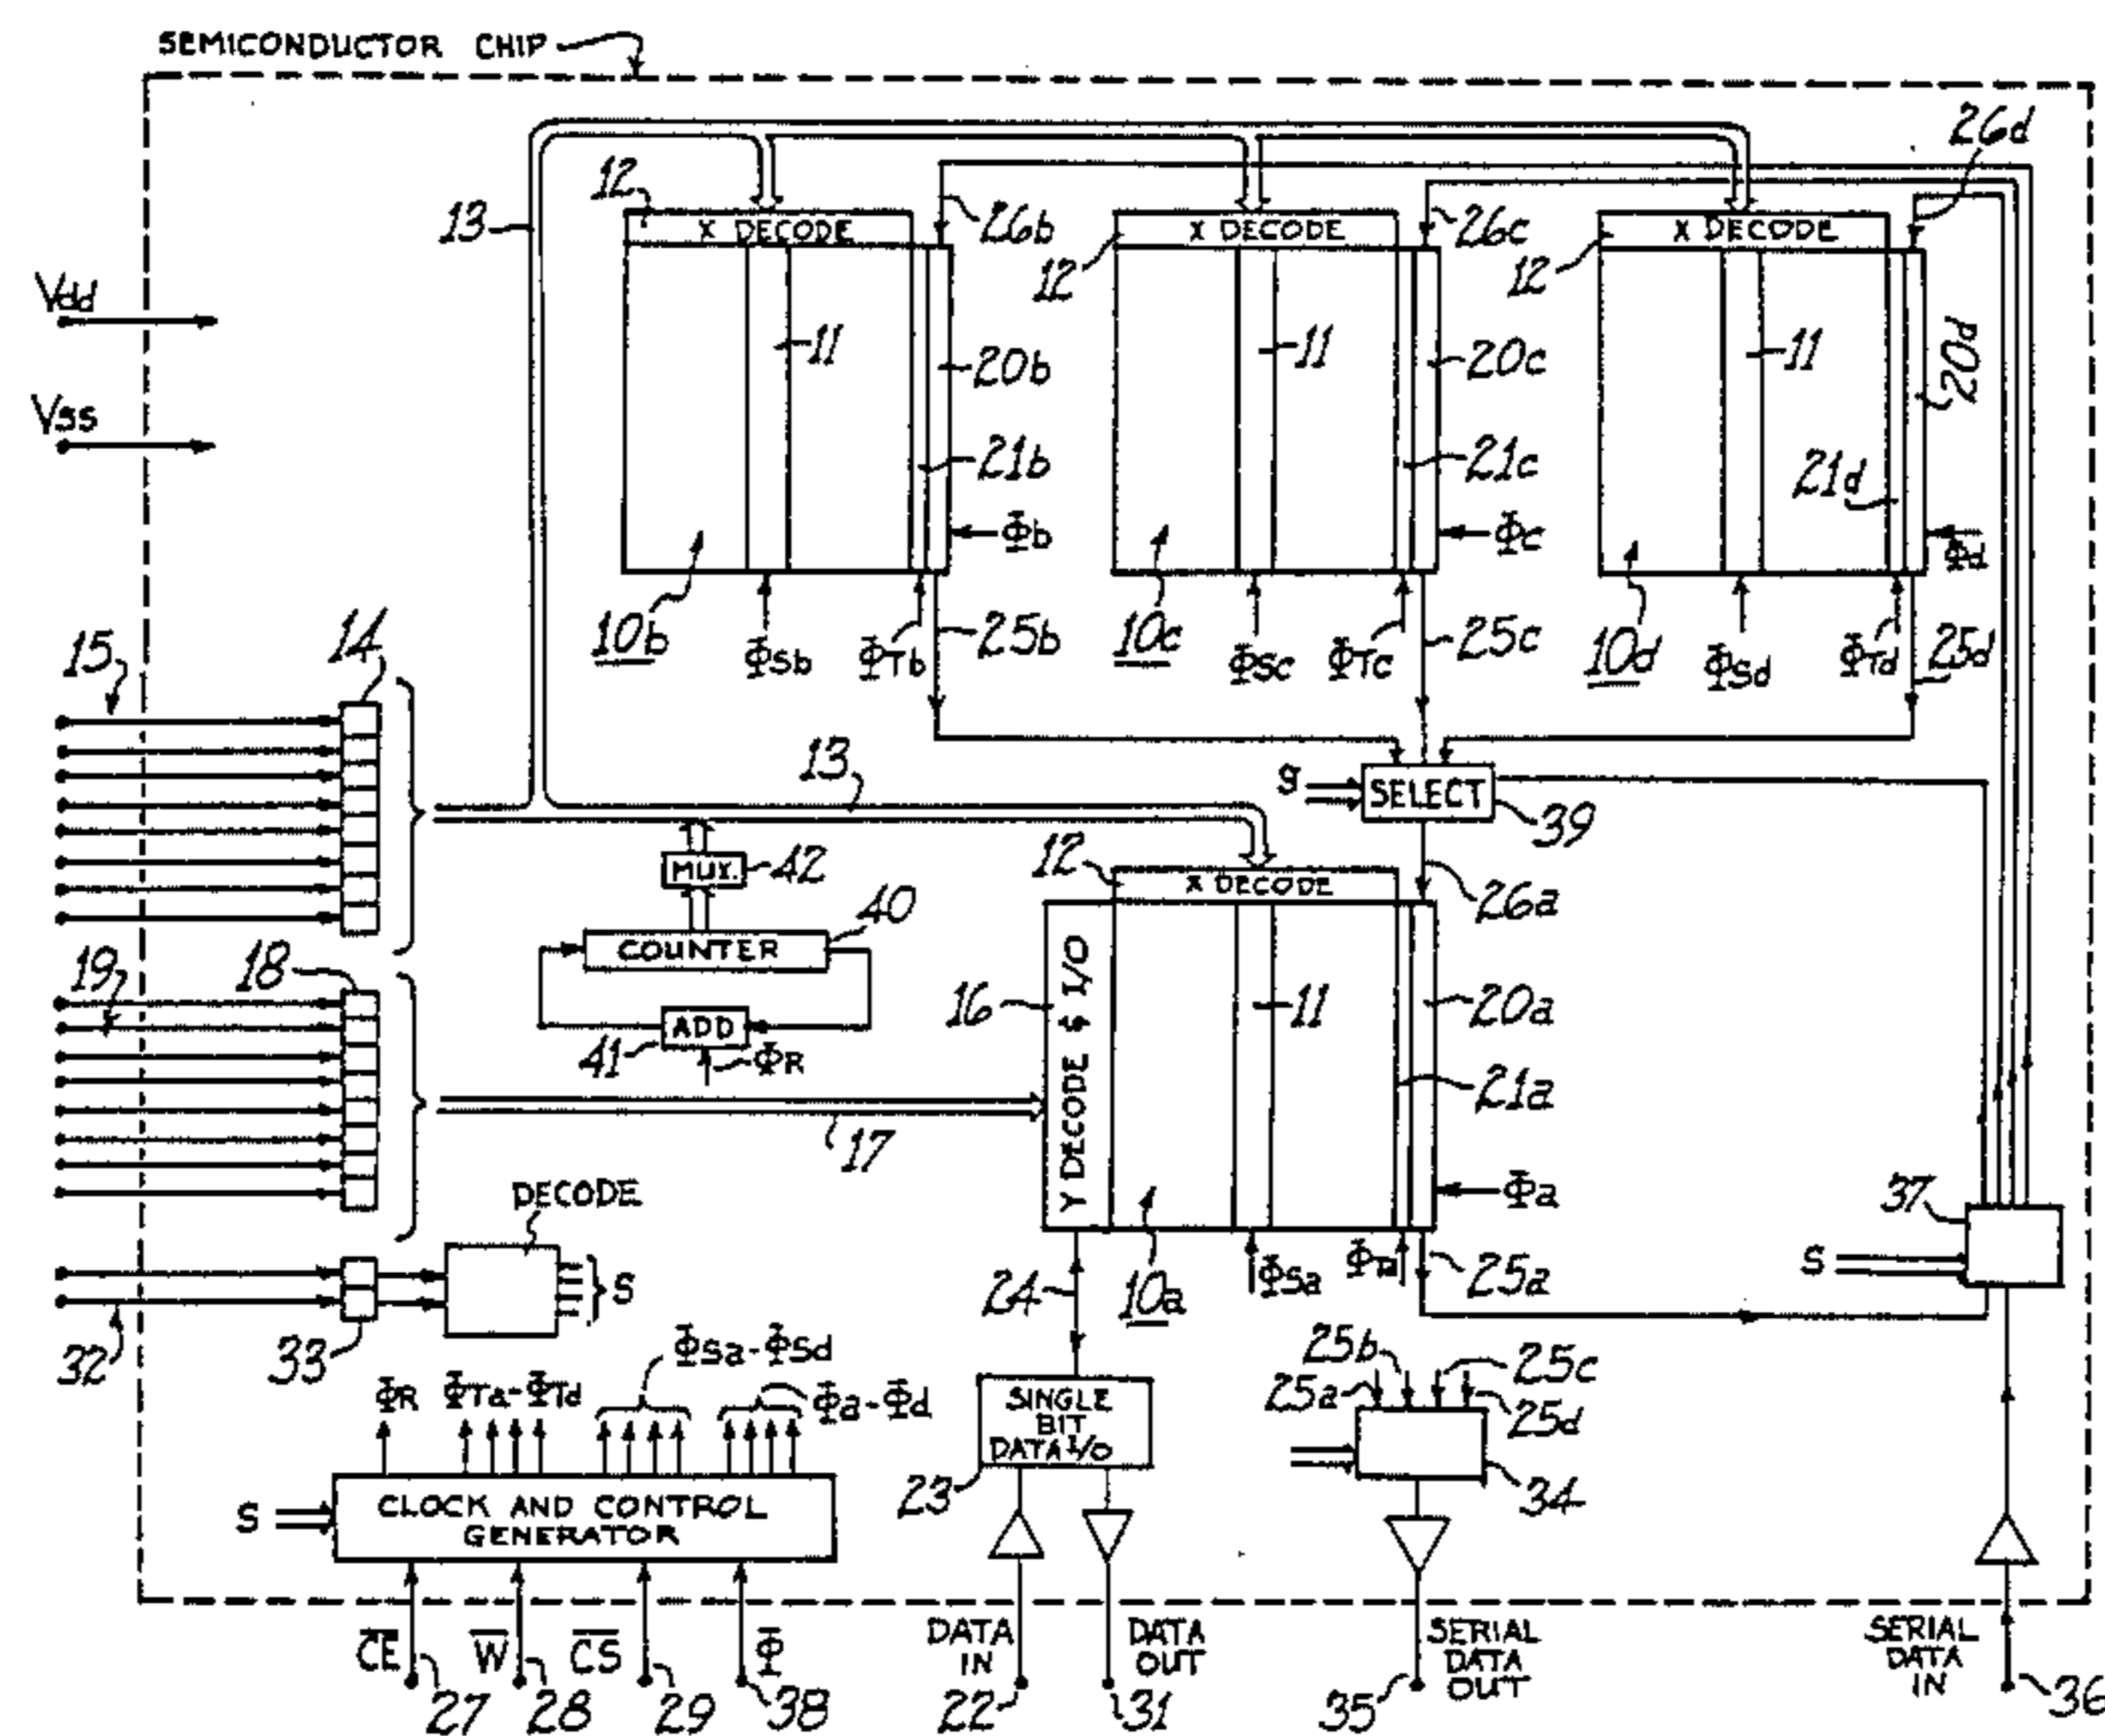 SEMICONDUCTOR CHIP
26d
12
13
X DECODE
26b
X DECODE
26c
X DECODE
12
12
Vdd
11
20b
11
20c
11
20d
Vss
21b
21c
21d
Φb
Φc
Φd
10b
ΦSb
ΦTb
25b
10c
ΦSc
ΦTc
25c
10d
ΦSd
ΦTd
25d
15
14
13
S
SELECT
39
MUX.
42
12
X DECODE
26a
40
COUNTER
19
18
16
Y DECODE & I/O
11
20a
ADD
41
ΦR
21a
17
Φa
DECODE
37
S
S
24
10a
ΦSa
ΦTa
25a
32
33
ΦR
ΦTa-ΦTd
ΦSa-ΦSd
Φa-Φd
25b
25c
25a
25d
SINGLE
BIT
DATA I/O
23
34
S
CLOCK AND CONTROL
GENERATOR
CE
W
CS
Φ
DATA
IN
DATA
OUT
SERIAL
DATA
OUT
SERIAL
DATA
IN
27
28
29
38
22
31
35
36